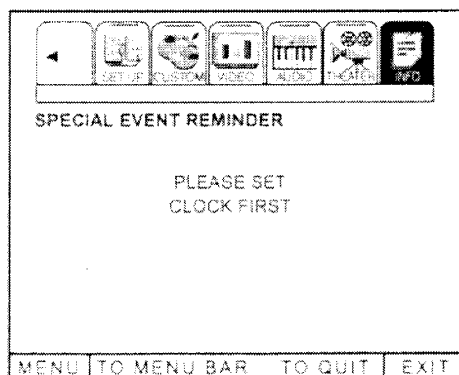 SET UP CUSTOM VIDEO AUDIO THEATER INFO
SPECIAL EVENT REMINDER
PLEASE SET
CLOCK FIRST
MENU TO MENU BAR TO QUIT EXIT